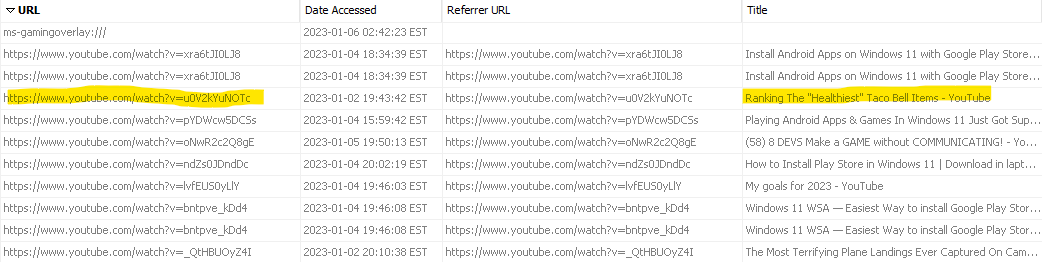 URL Date Accessed Referrer URL Title
ms-gamingoverlay:/// 2023-01-06 02:42:23 EST
https://www.youtube.com/watch?v=xra6tJI0LJ8 2023-01-04 18:34:39 EST https://www.youtube.com/watch?v=xra6tJI0LJ8 Install Android Apps on Windows 11 with Google Play Store...
https://www.youtube.com/watch?v=xra6tJI0LJ8 2023-01-04 18:34:39 EST https://www.youtube.com/watch?v=xra6tJI0LJ8 Install Android Apps on Windows 11 with Google Play Store...
https://www.youtube.com/watch?v=u0V2kYuNOTc 2023-01-02 19:43:42 EST https://www.youtube.com/watch?v=u0V2kYuNOTc Ranking The "Healthiest" Taco Bell Items - YouTube
https://www.youtube.com/watch?v=pYDWcw5DCSs 2023-01-04 15:59:42 EST https://www.youtube.com/watch?v=pYDWcw5DCSs Playing Android Apps & Games In Windows 11 Just Got Sup...
https://www.youtube.com/watch?v=oNwR2c2Q8gE 2023-01-05 19:50:13 EST https://www.youtube.com/watch?v=oNwR2c2Q8gE (58) 8 DEVS Make a GAME without COMMUNICATING! - Yo...
https://www.youtube.com/watch?v=ndZs0JDndDc 2023-01-04 20:02:19 EST https://www.youtube.com/watch?v=ndZs0JDndDc How to Install Play Store in Windows 11 | Download in lapt...
https://www.youtube.com/watch?v=lvfEUS0yLlY 2023-01-04 19:46:03 EST https://www.youtube.com/watch?v=lvfEUS0yLlY My goals for 2023 - YouTube
https://www.youtube.com/watch?v=bntpve_kDd4 2023-01-04 19:46:08 EST https://www.youtube.com/watch?v=bntpve_kDd4 Windows 11 WSA — Easiest Way to install Google Play Stor...
https://www.youtube.com/watch?v=bntpve_kDd4 2023-01-04 19:46:08 EST https://www.youtube.com/watch?v=bntpve_kDd4 Windows 11 WSA — Easiest Way to install Google Play Stor...
https://www.youtube.com/watch?v=_QtHBUOyZ4I 2023-01-02 20:10:38 EST https://www.youtube.com/watch?v=_QtHBUOyZ4I The Most Terrifying Plane Landings Ever Captured On Cam...